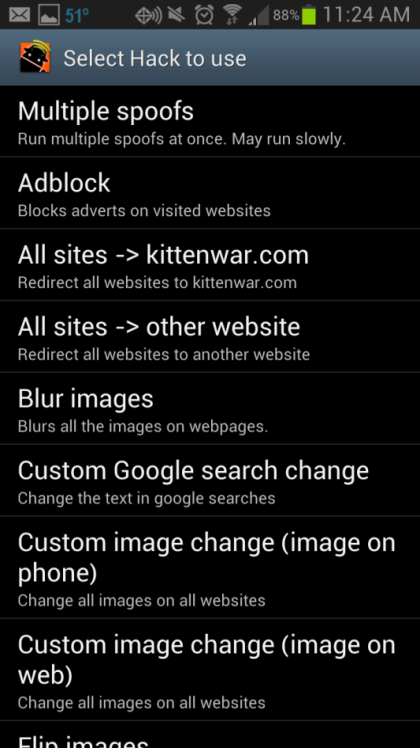 51° 88% 11:24 AM
Select Hack to use
Multiple spoofs
Run multiple spoofs at once. May run slowly.
Adblock
Blocks adverts on visited websites
All sites -> kittenwar.com
Redirect all websites to kittenwar.com
All sites -> other website
Redirect all websites to another website
Blur images
Blurs all the images on webpages.
Custom Google search change
Change the text in google searches
Custom image change (image on
phone)
Change all images on all websites
Custom image change (image on
web)
Change all images on all websites
Flip images